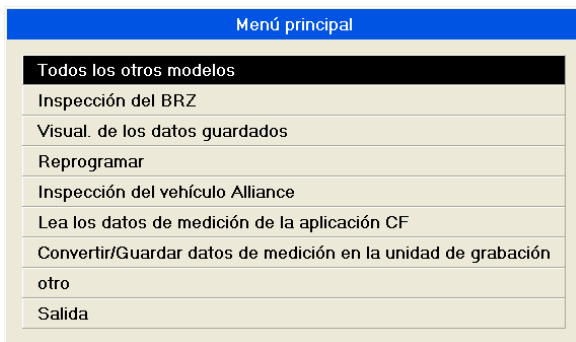 Menú principal
Todos los otros modelos
Inspección del BRZ
Visual. de los datos guardados
Reprogramar
Inspección del vehículo Alliance
Lea los datos de medición de la aplicación CF
Convertir/Guardar datos de medición en la unidad de grabación
otro
Salida